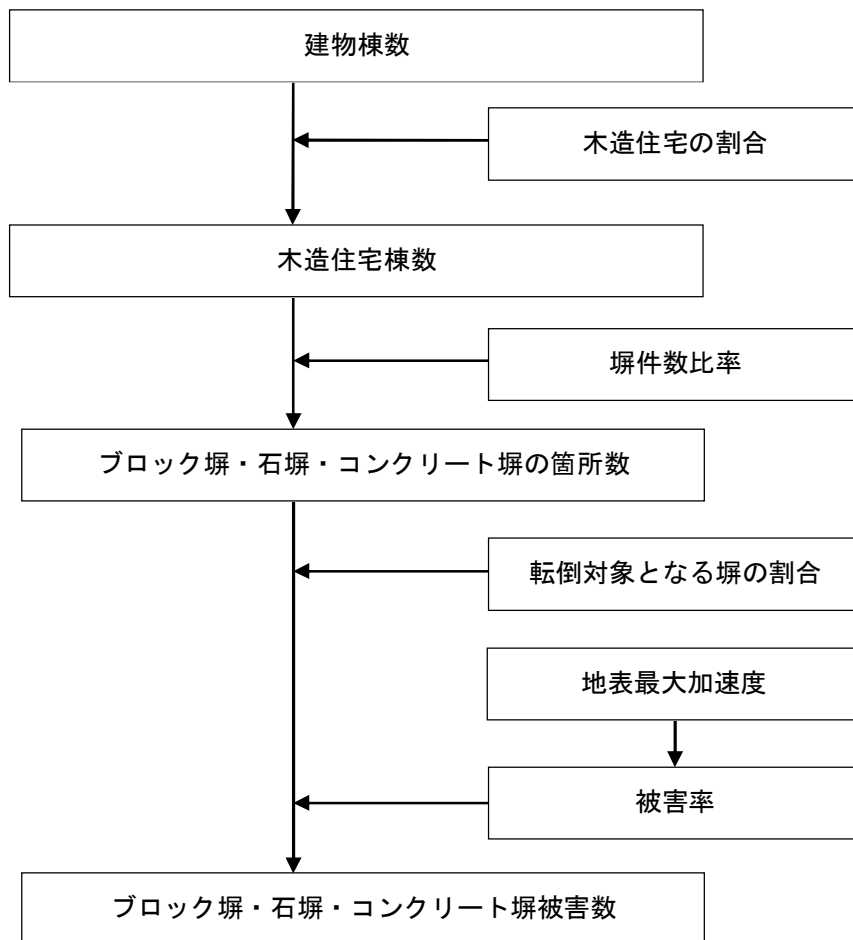 建物棟数
木造住宅の割合
木造住宅棟数
塀件数比率
ブロック塀・石塀・コンクリート塀の箇所数
転倒対象となる塀の割合
地表最大加速度
被害率
ブロック塀・石塀・コンクリート塀被害数